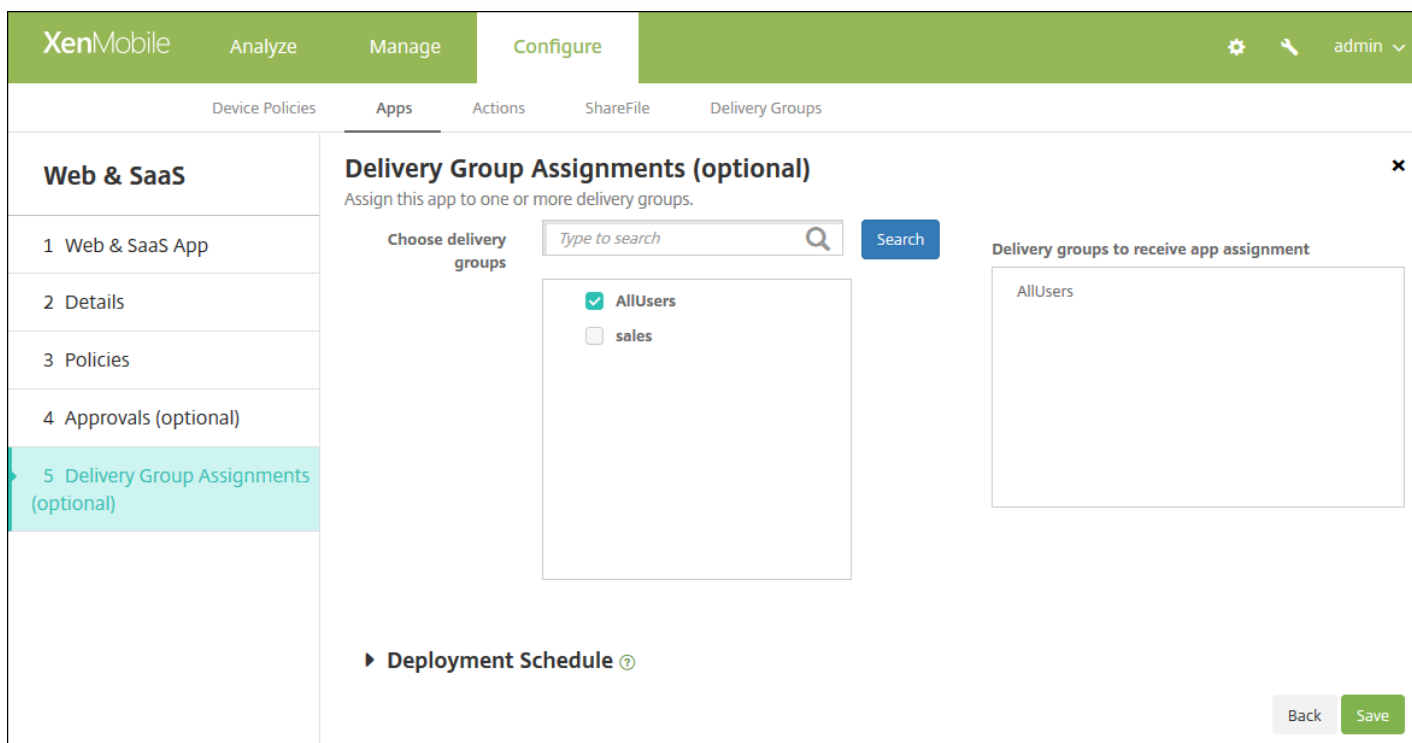 XenMobile Analyze Manage Configure admin
Device Policies Apps Actions ShareFile Delivery Groups
Web & SaaS
1 Web & SaaS App
2 Details
3 Policies
4 Approvals (optional)
5 Delivery Group Assignments
(optional)
Delivery Group Assignments (optional)
Assign this app to one or more delivery groups.
Choose delivery
groups
Type to search
Search
AllUsers
sales
Delivery groups to receive app assignment
AllUsers
Deployment Schedule ?
Back Save